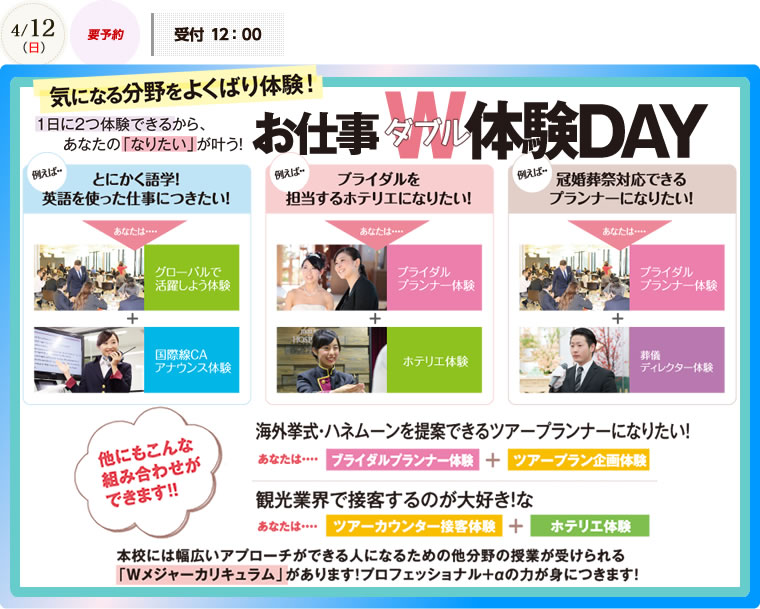 4/12
（日）
要予約
受付 12：00
気になる分野をよくばり体験！
1日に2つ体験できるから、
あなたの「なりたい」が叶う！
お仕事W体験DAY
ダブル
例えば‥
とにかく語学！
英語を使った仕事につきたい！
あなたは‥‥
グローバルで
活躍しよう体験
+
国際線CA
アナウンス体験
例えば‥
ブライダルを
担当するホテリエになりたい！
あなたは‥‥
ブライダル
プランナー体験
+
ホテリエ体験
例えば‥
冠婚葬祭対応できる
プランナーになりたい！
あなたは‥‥
ブライダル
プランナー体験
+
葬儀
ディレクター体験
他にもこんな
組み合わせが
できます!!
海外挙式・ハネムーンを提案できるツアープランナーになりたい！
あなたは‥‥ ブライダルプランナー体験 + ツアープラン企画体験
観光業界で接客するのが大好き！な
あなたは‥‥ ツアーカウンター接客体験 + ホテリエ体験
本校には幅広いアプローチができる人になるための他分野の授業が受けられる
「Wメジャーカリキュラム」があります！プロフェッショナル+αの力が身につきます！